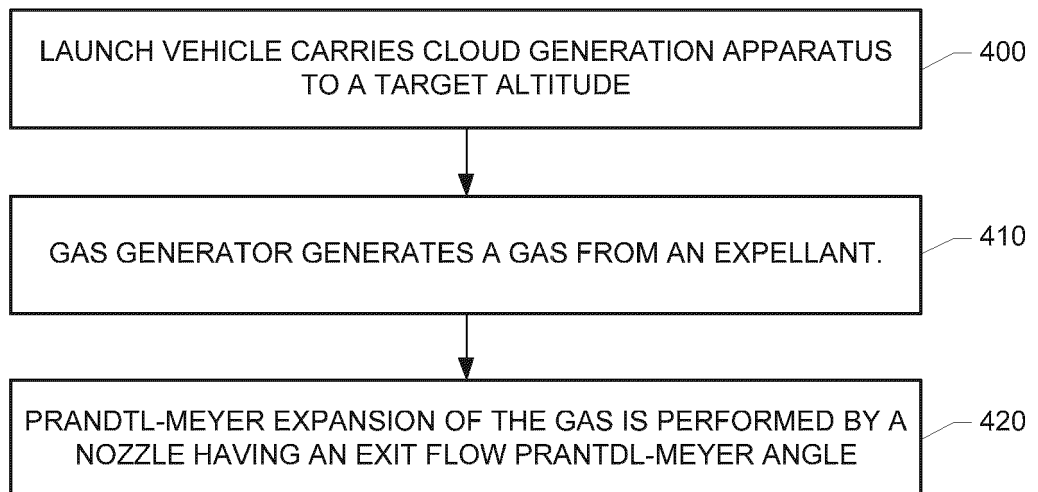 LAUNCH VEHICLE CARRIES CLOUD GENERATION APPARATUS
TO A TARGET ALTITUDE
400
GAS GENERATOR GENERATES A GAS FROM AN EXPELLANT.
410
PRANDTL-MEYER EXPANSION OF THE GAS IS PERFORMED BY A
NOZZLE HAVING AN EXIT FLOW PRANTDL-MEYER ANGLE
420